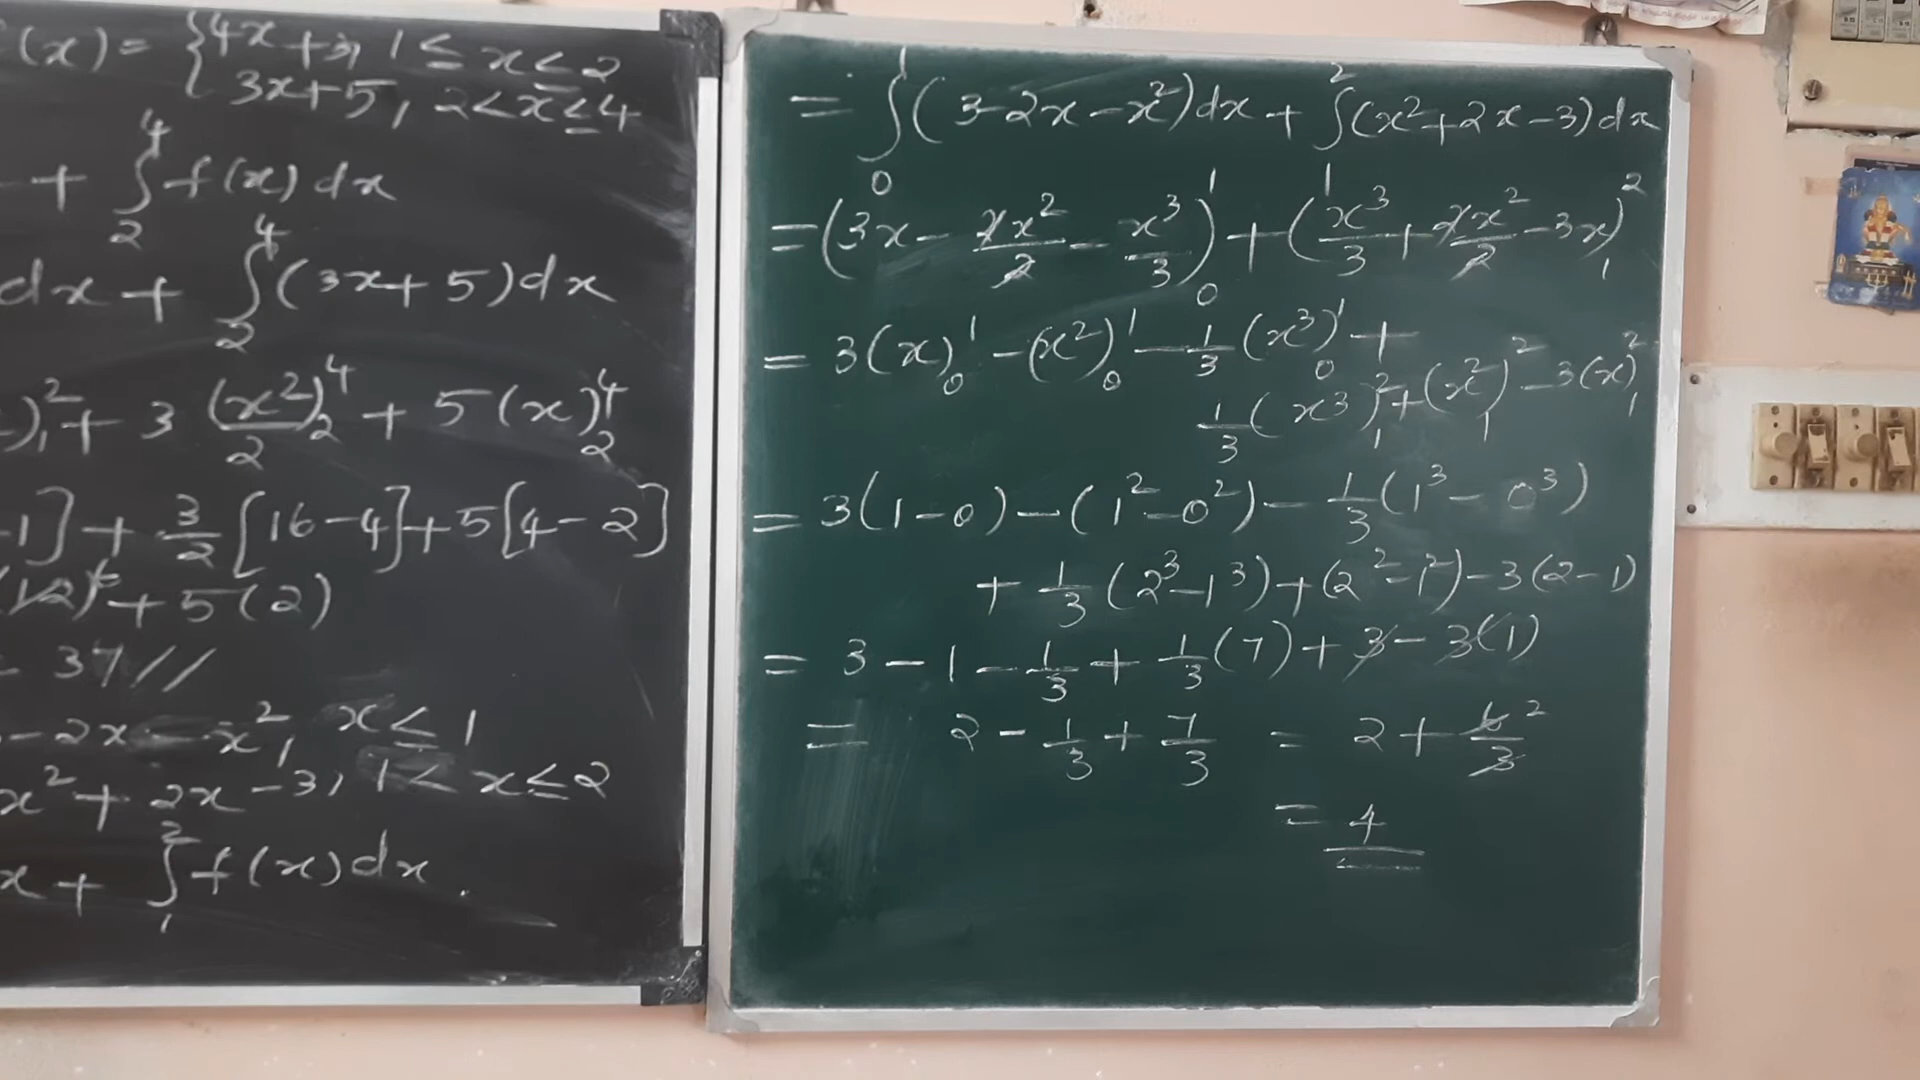 (x) = { 4x+3, 1 ≤ x ≤ 2
3x+5, 2<x≤4
+ ∫₂⁴ f(x) dx
dx + ∫₂⁴ (3x+5) dx
)₁² + 3 (x²/2)₂⁴ + 5 (x)₂⁴
-1] + 3/2 [16-4] + 5[4-2]
(12)⁶ + 5(2)
= 37//
-2x - x², x ≤ 1
x² + 2x -3, 1 < x ≤ 2
x + ∫₁² f(x) dx.
= ∫₀¹ (3-2x-x²) dx + ∫₁² (x²+2x-3) dx
= (3x - 2x²/2 - x³/3)₀¹ + (x³/3 + 2x²/2 - 3x)₁²
= 3(x)₀¹ - (x²)₀¹ - 1/3 (x³)₀¹ +
1/3 (x³)₁² + (x²)₁² - 3(x)₁²
= 3(1-0) - (1²-0²) - 1/3 (1³ - 0³)
+ 1/3 (2³-1³) + (2²-1²) - 3(2-1)
= 3 - 1 - 1/3 + 1/3 (7) + 3 - 3(1)
= 2 - 1/3 + 7/3 = 2 + 6/3 ²
= 4